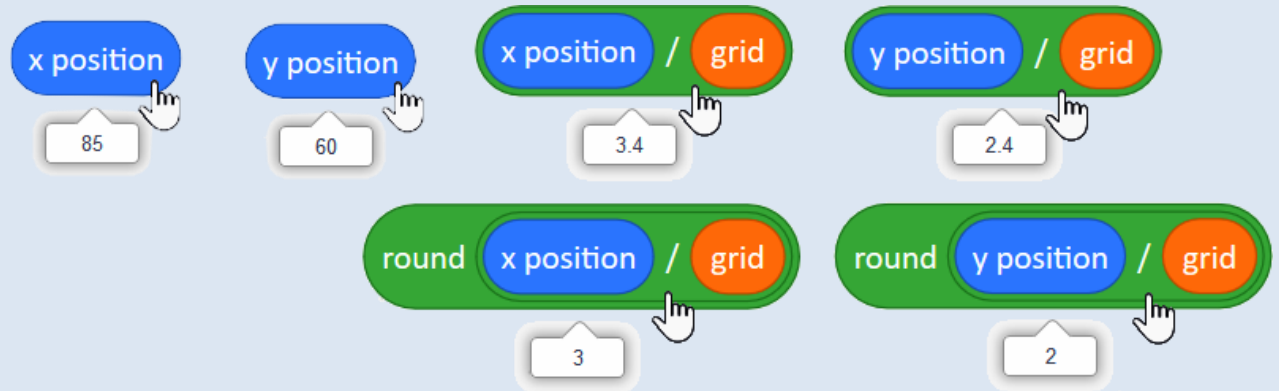 x position
y position
x position / grid
y position / grid
85
60
3.4
2.4
round x position / grid
round y position / grid
3
2